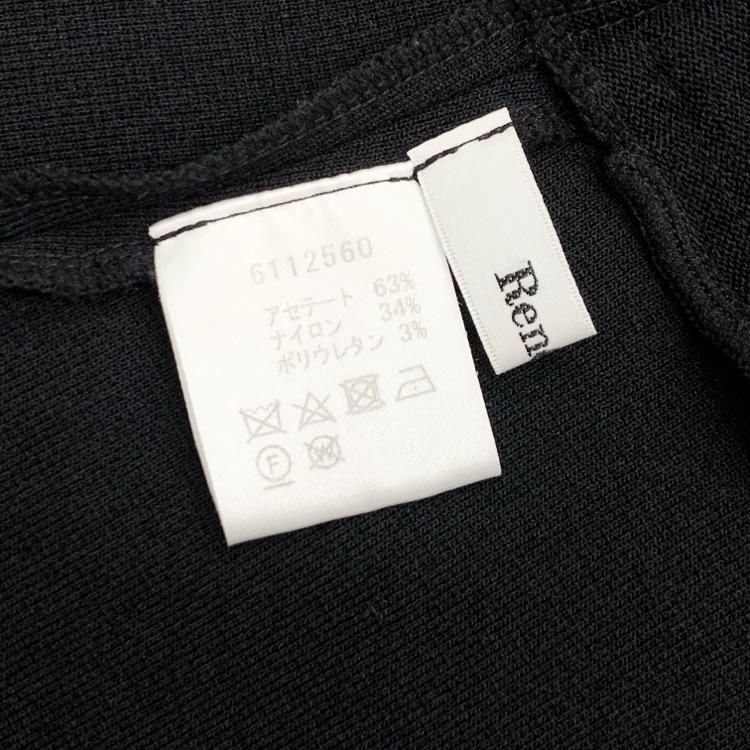 6112560
アセテート 63%
ナイロン 34%
ポリウレタン 3%
F
W